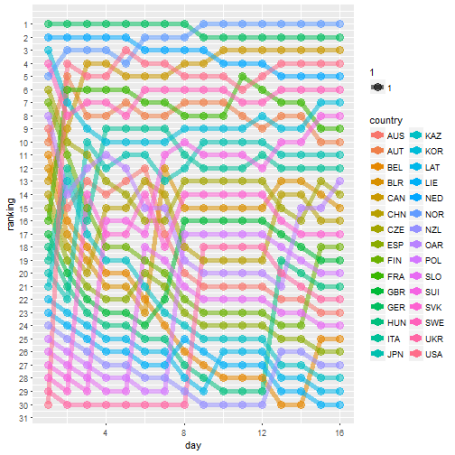 1
2
3
4
5
6
7
8
9
10
11
12
13
14
15
16
17
18
19
20
21
22
23
24
25
26
27
28
29
30
31
ranking
4 8 12 16
day
1
1
country
AUS KAZ
AUT KOR
BEL LAT
BLR LIE
CAN NED
CHN NOR
CZE NZL
ESP OAR
FIN POL
FRA SLO
GBR SUI
GER SVK
HUN SWE
ITA UKR
JPN USA